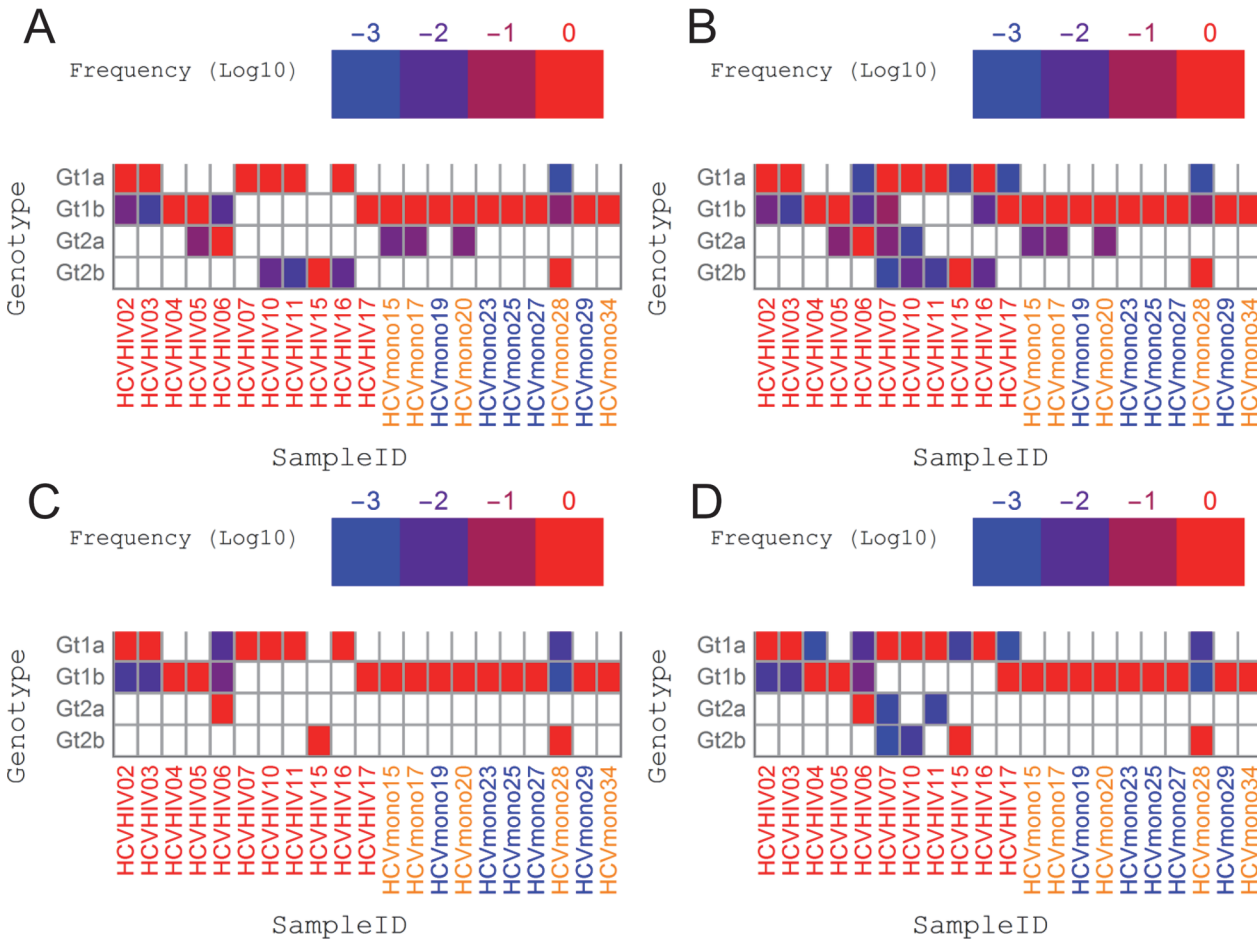 A
−3 −2 −1 0
Frequency (Log10)
Genotype
Gt1a
Gt1b
Gt2a
Gt2b
HCVHIV02
HCVHIV03
HCVHIV04
HCVHIV05
HCVHIV06
HCVHIV07
HCVHIV10
HCVHIV11
HCVHIV15
HCVHIV16
HCVHIV17
HCVmono15
HCVmono17
HCVmono19
HCVmono20
HCVmono23
HCVmono25
HCVmono27
HCVmono28
HCVmono29
HCVmono34
SampleID
B
−3 −2 −1 0
Frequency (Log10)
Genotype
Gt1a
Gt1b
Gt2a
Gt2b
HCVHIV02
HCVHIV03
HCVHIV04
HCVHIV05
HCVHIV06
HCVHIV07
HCVHIV10
HCVHIV11
HCVHIV15
HCVHIV16
HCVHIV17
HCVmono15
HCVmono17
HCVmono19
HCVmono20
HCVmono23
HCVmono25
HCVmono27
HCVmono28
HCVmono29
HCVmono34
SampleID
C
−3 −2 −1 0
Frequency (Log10)
Genotype
Gt1a
Gt1b
Gt2a
Gt2b
HCVHIV02
HCVHIV03
HCVHIV04
HCVHIV05
HCVHIV06
HCVHIV07
HCVHIV10
HCVHIV11
HCVHIV15
HCVHIV16
HCVHIV17
HCVmono15
HCVmono17
HCVmono19
HCVmono20
HCVmono23
HCVmono25
HCVmono27
HCVmono28
HCVmono29
HCVmono34
SampleID
D
−3 −2 −1 0
Frequency (Log10)
Genotype
Gt1a
Gt1b
Gt2a
Gt2b
HCVHIV02
HCVHIV03
HCVHIV04
HCVHIV05
HCVHIV06
HCVHIV07
HCVHIV10
HCVHIV11
HCVHIV15
HCVHIV16
HCVHIV17
HCVmono15
HCVmono17
HCVmono19
HCVmono20
HCVmono23
HCVmono25
HCVmono27
HCVmono28
HCVmono29
HCVmono34
SampleID